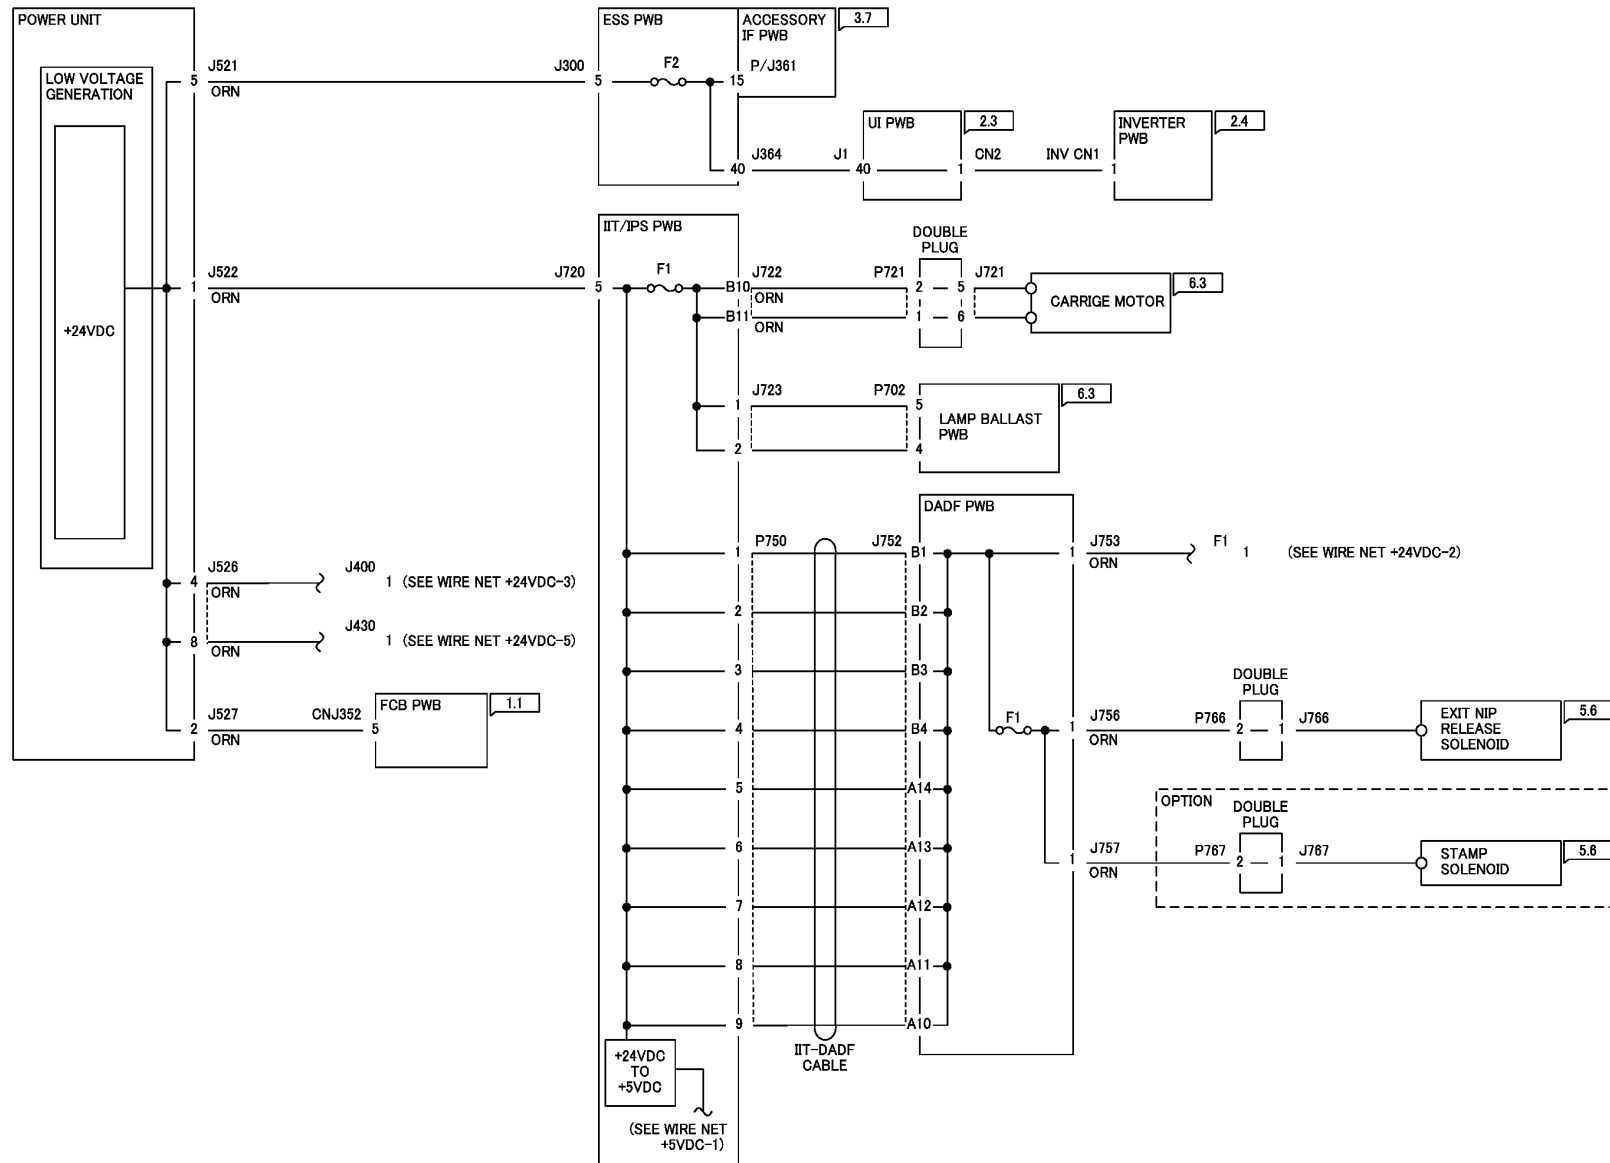 POWER UNIT
LOW VOLTAGE
GENERATION
+24VDC
5
J521
ORN
J300
5
ESS PWB
F2
ACCESSORY
IF PWB
3.7
15
P/J361
40
J364
J1
40
UI PWB
2.3
1
CN2
INV CN1
1
INVERTER
PWB
2.4
1
J522
ORN
J720
5
IIT/IPS PWB
F1
B10
J722
ORN
B11
ORN
P721
DOUBLE
PLUG
J721
2
5
1
6
CARRIGE MOTOR
6.3
1
J723
P702
5
2
4
LAMP BALLAST
PWB
6.3
DADF PWB
1
P750
J752
B1
2
B2
3
B3
4
B4
5
A14
6
A13
7
A12
8
A11
9
A10
IIT-DADF
CABLE
1
J753
ORN
F1
1
(SEE WIRE NET +24VDC-2)
F1
1
J756
ORN
P766
DOUBLE
PLUG
2
1
J766
EXIT NIP
RELEASE
SOLENOID
5.6
OPTION
1
J757
ORN
P767
DOUBLE
PLUG
2
1
J767
STAMP
SOLENOID
5.6
4
J526
ORN
J400
1 (SEE WIRE NET +24VDC-3)
8
ORN
J430
1 (SEE WIRE NET +24VDC-5)
2
J527
ORN
CNJ352
5
FCB PWB
1.1
+24VDC
TO
+5VDC
(SEE WIRE NET
+5VDC-1)